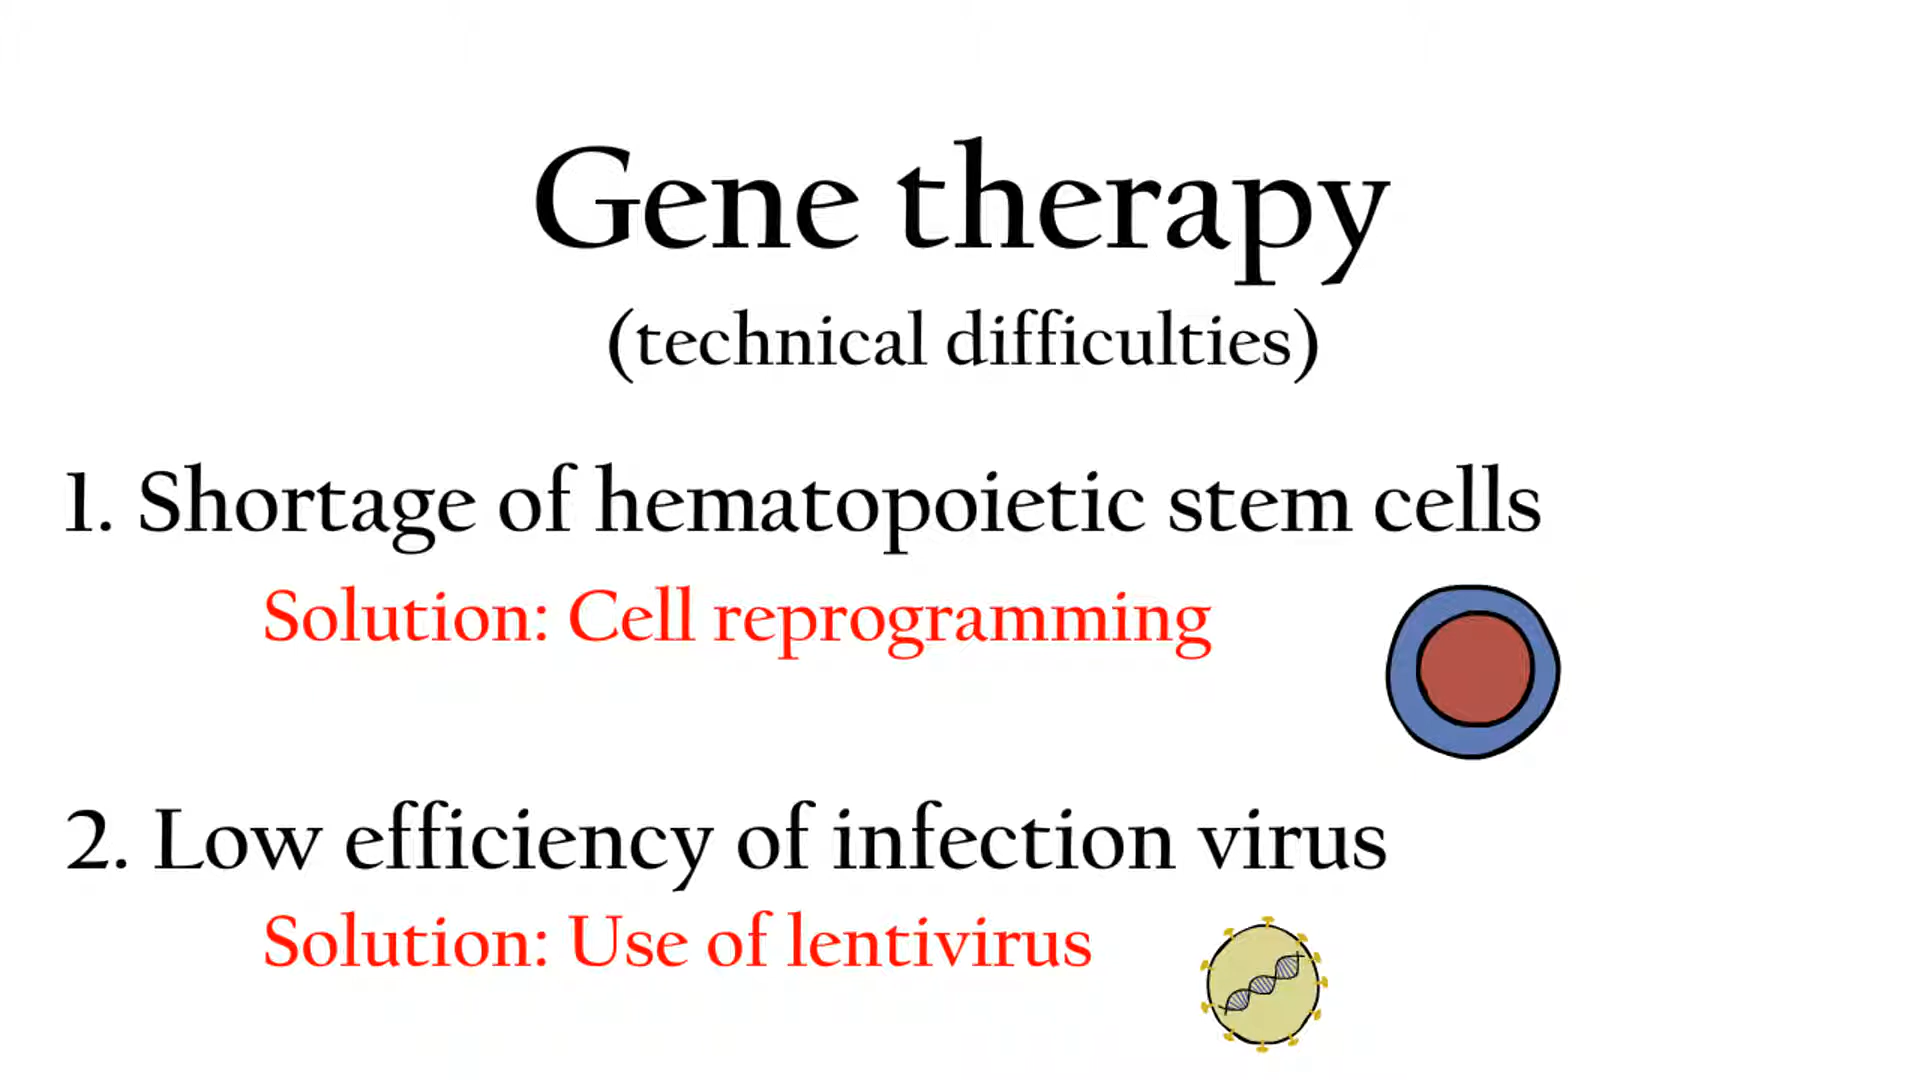 Gene therapy
(technical difficulties)
1. Shortage of hematopoietic stem cells
Solution: Cell reprogramming
2. Low efficiency of infection virus
Solution: Use of lentivirus